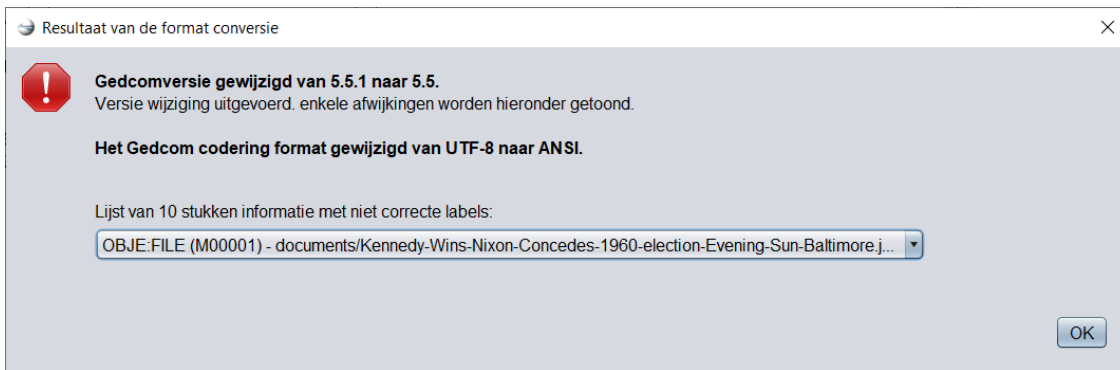 Resultaat van de format conversie
Gedcomversie gewijzigd van 5.5.1 naar 5.5.
Versie wijziging uitgevoerd. enkele afwijkingen worden hieronder getoond.
Het Gedcom codering format gewijzigd van UTF-8 naar ANSI.
Lijst van 10 stukken informatie met niet correcte labels:
OBJE:FILE (M00001) - documents/Kennedy-Wins-Nixon-Concedes-1960-election-Evening-Sun-Baltimore.j...
OK